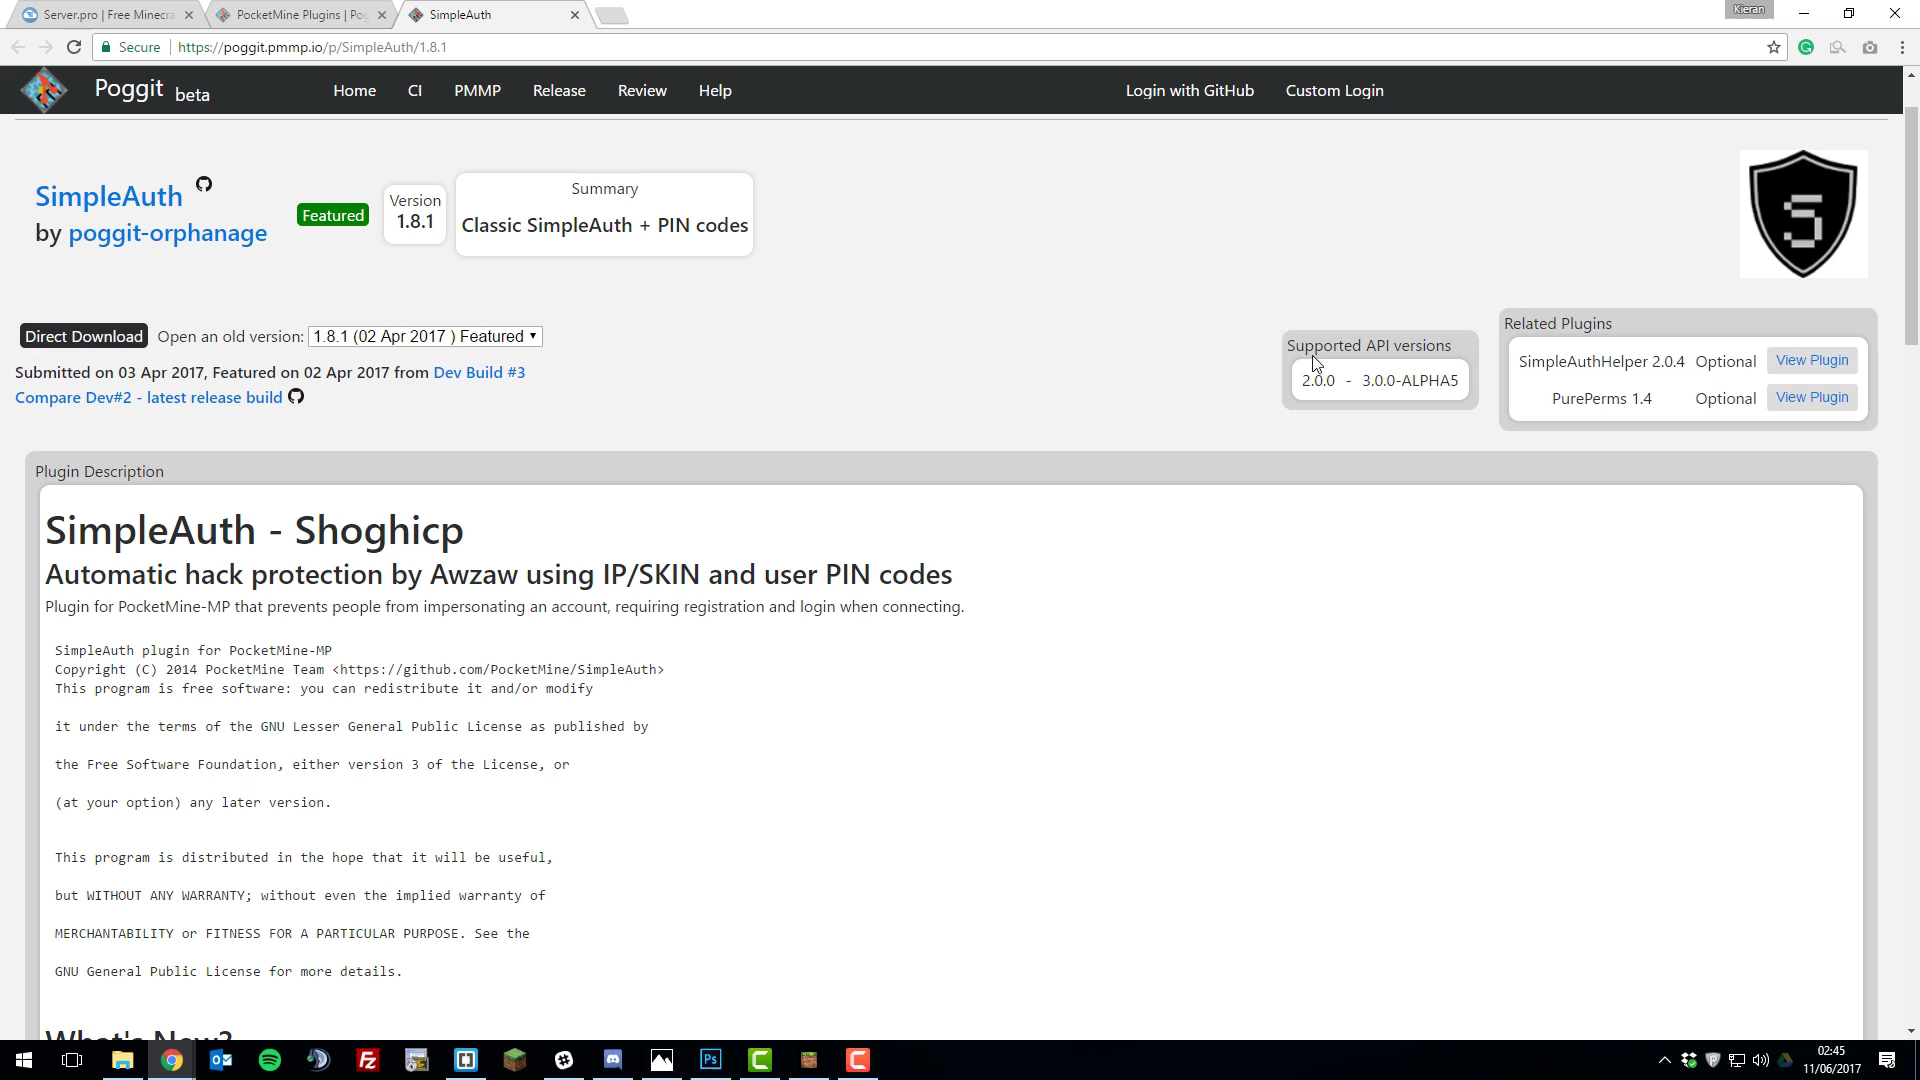 Server.pro | Free Minecra
PocketMine Plugins | Pog
SimpleAuth
Kieran
Secure
https://poggit.pmmp.io/p/SimpleAuth/1.8.1
Poggit beta
Home CI PMMP Release Review Help
Login with GitHub Custom Login
SimpleAuth
by poggit-orphanage
Featured
Version
1.8.1
Summary
Classic SimpleAuth + PIN codes
S
Direct Download Open an old version: 1.8.1 (02 Apr 2017 ) Featured
Submitted on 03 Apr 2017, Featured on 02 Apr 2017 from Dev Build #3
Compare Dev#2 - latest release build
Supported API versions
2.0.0 - 3.0.0-ALPHA5
Related Plugins
SimpleAuthHelper 2.0.4 Optional View Plugin
PurePerms 1.4 Optional View Plugin
Plugin Description
SimpleAuth - Shoghicp
Automatic hack protection by Awzaw using IP/SKIN and user PIN codes
Plugin for PocketMine-MP that prevents people from impersonating an account, requiring registration and login when connecting.
SimpleAuth plugin for PocketMine-MP
Copyright (C) 2014 PocketMine Team <https://github.com/PocketMine/SimpleAuth>
This program is free software: you can redistribute it and/or modify
it under the terms of the GNU Lesser General Public License as published by
the Free Software Foundation, either version 3 of the License, or
(at your option) any later version.
This program is distributed in the hope that it will be useful,
but WITHOUT ANY WARRANTY; without even the implied warranty of
MERCHANTABILITY or FITNESS FOR A PARTICULAR PURPOSE. See the
GNU General Public License for more details.
What's New?
02:45
11/06/2017